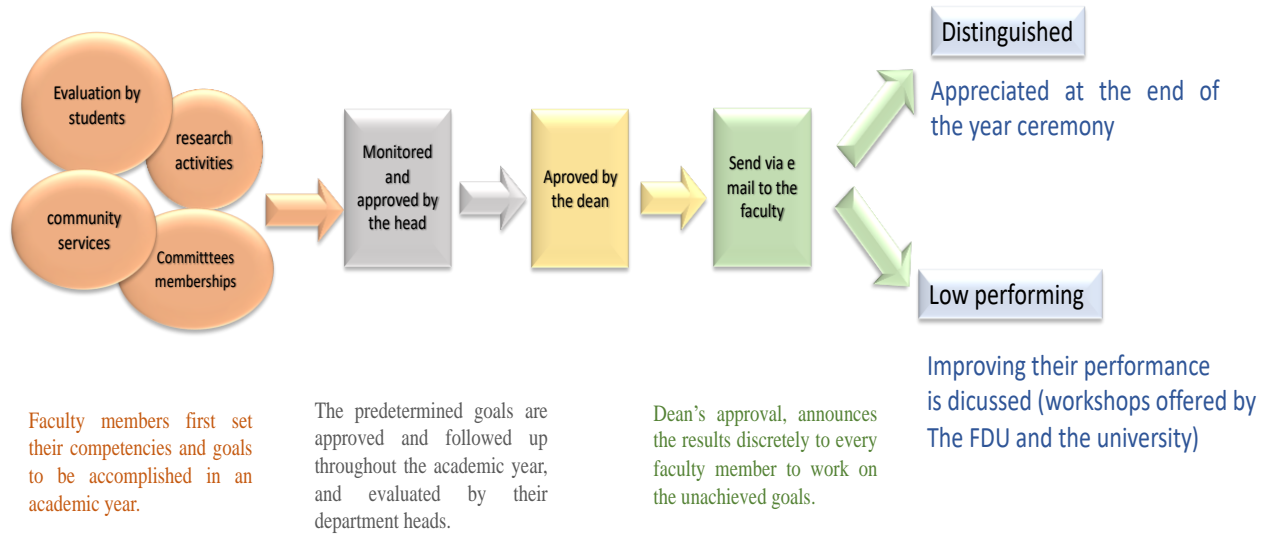 Evaluation by
students
research
activities
community
services
Committtees
memberships
Monitored
and
approved by
the head
Aproved by
the dean
Send via e
mail to the
faculty
Distinguished
Appreciated at the end of
the year ceremony
Low performing
Improving their performance
is dicussed (workshops offered by
The FDU and the university)
Faculty members first set
their competencies and goals
to be accomplished in an
academic year.
The predetermined goals are
approved and followed up
throughout the academic year,
and evaluated by their
department heads.
Dean’s approval, announces
the results discretely to every
faculty member to work on
the unachieved goals.